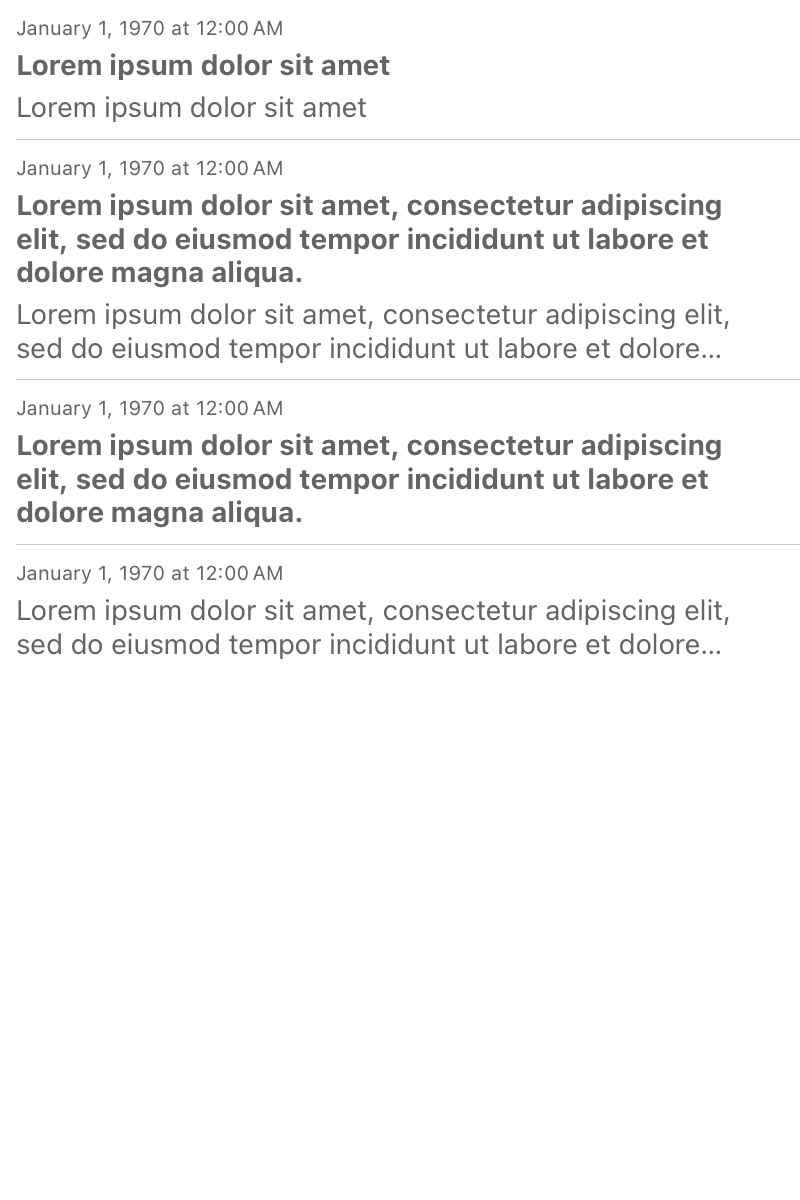 January 1, 1970 at 12:00 AM
Lorem ipsum dolor sit amet
Lorem ipsum dolor sit amet
January 1, 1970 at 12:00 AM
Lorem ipsum dolor sit amet, consectetur adipiscing
elit, sed do eiusmod tempor incididunt ut labore et
dolore magna aliqua.
Lorem ipsum dolor sit amet, consectetur adipiscing elit,
sed do eiusmod tempor incididunt ut labore et dolore...
January 1, 1970 at 12:00 AM
Lorem ipsum dolor sit amet, consectetur adipiscing
elit, sed do eiusmod tempor incididunt ut labore et
dolore magna aliqua.
January 1, 1970 at 12:00 AM
Lorem ipsum dolor sit amet, consectetur adipiscing elit,
sed do eiusmod tempor incididunt ut labore et dolore...